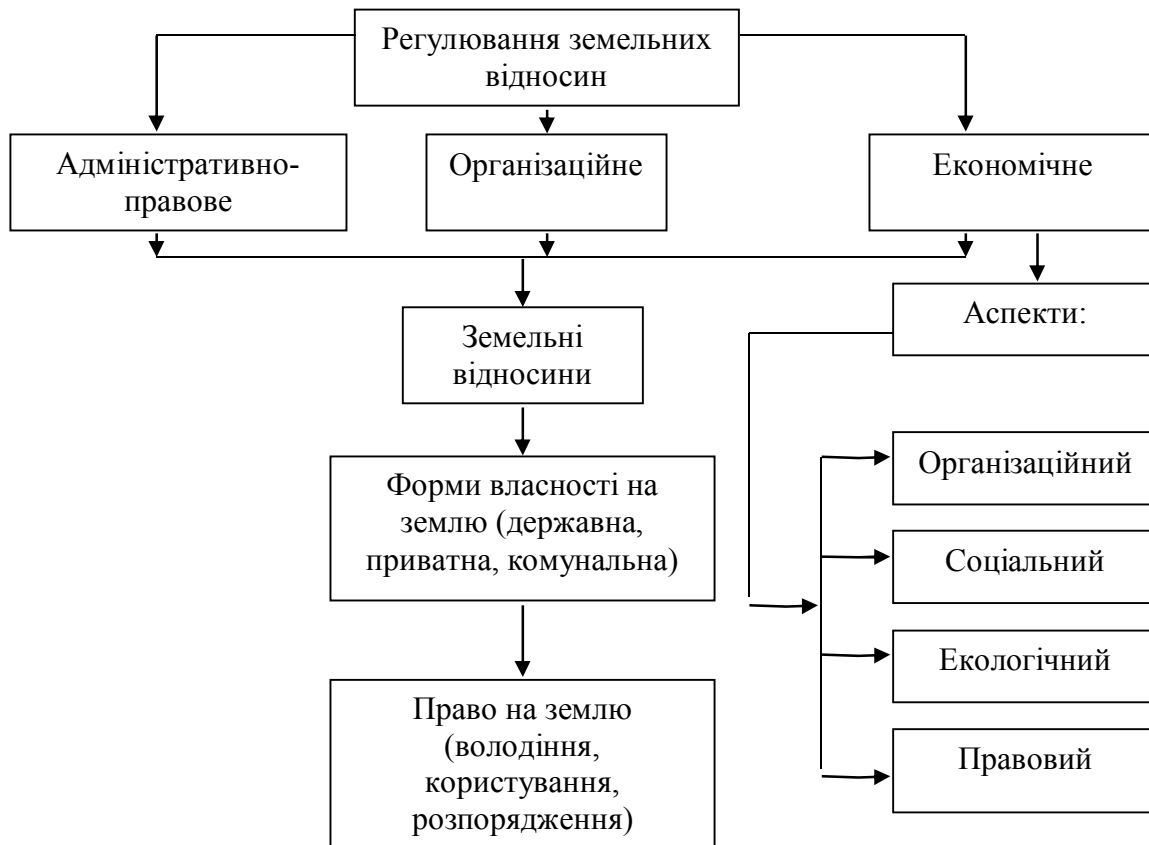 Регулювання земельних
відносин
Адміністративно-
правове
Організаційне
Економічне
Аспекти:
Земельні
відносини
Форми власності на
землю (державна,
приватна, комунальна)
Право на землю
(володіння,
користування,
розпорядження)
Організаційний
Соціальний
Екологічний
Правовий